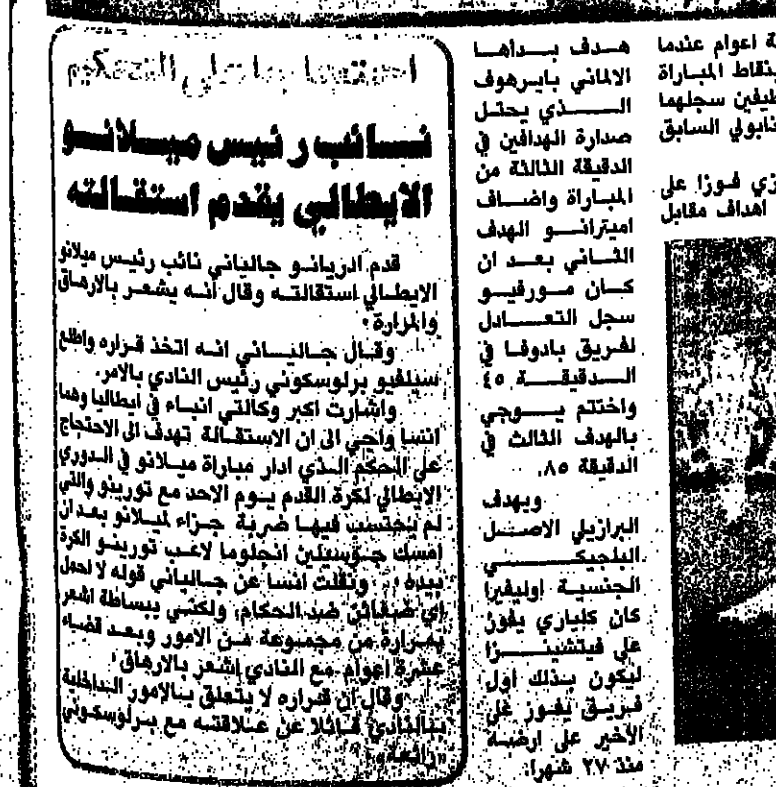 احتجاجا على التحكيم
نائب رئيس ميلانو
الايطالي يقدم استقالته
قدم ادريانو جالياني نائب رئيس ميلانو
الايطالي استقالته وقال انه يشعر بالارهاق
والمرارة.
وقال جالياني انه اتخذ قراره واطلع
سيلفيو برلوسكوني رئيس النادي بالامر.
واشارت اكبر وكالتي انباء في ايطاليا وهما
انسا واجي الى ان الاستقالة تهدف الى الاحتجاج
على الحكم الذي ادار مباراة ميلانو في الدوري
الايطالي لكرة القدم يوم الاحد مع تورينو والتي
لم يحتسب فيها ضربة جزاء لميلانو بعد ان
امسك جوسيلين انجلوما لاعب تورينو الكرة
بيده. ونقلت انسا عن جالياني قوله لا احمل
اي ضغائن ضد الحكام، ولكنني ببساطة اشعر
بمرارة من مجموعة من الامور وبعد قضاء
عشرة اعوام مع النادي اشعر بالارهاق.
وقال ان قراره لا يتعلق بالامور الداخلية
بالنادي قائلا عن علاقته مع برلوسكوني
«رائعة».
هدف بدأها
الالماني بايرهوف
الذي يحتل
صدارة الهدافين في
الدقيقة الثالثة من
المباراة واضاف
اميترانو الهدف
الثاني بعد ان
كان مورفيو
سجل التعادل
لفريق بادوفا في
الدقيقة ٤٥
واختتم بوجي
بالهدف الثالث في
الدقيقة ٨٥.
وبهدف
البرازيلي الاصل
البلجيكي
الجنسية اوليفيرا
كان كلياري يفوز
على فيتشينزا
ليكون بذلك اول
فريق يفوز على
الأخير على ارضه
منذ ٢٧ شهرا.
ة اعوام عندما
بنقاط المباراة
ليفين سجلهما
نابولي السابق
زي فوزا على
اهداف مقابل